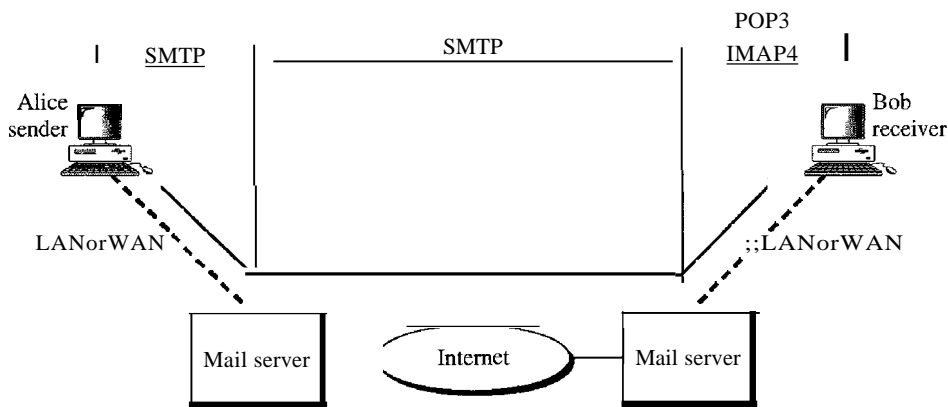 POP3
SMTP
SMTP
IMAP4
Alice
sender
Bob
receiver
LANorWAN
;;LANorWAN
Mail server
Internet
Mail server